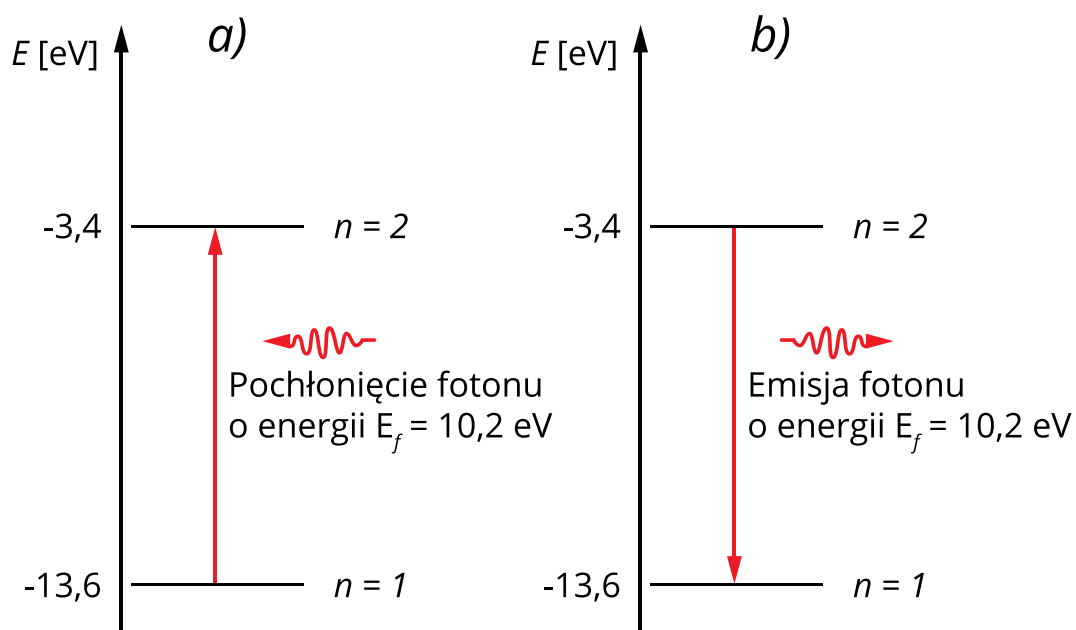 a)
E [eV]
-3,4
n = 2
Pochłonięcie fotonu
o energii E_f = 10,2 eV
-13,6
n = 1
b)
E [eV]
-3,4
n = 2
Emisja fotonu
o energii E_f = 10,2 eV
-13,6
n = 1